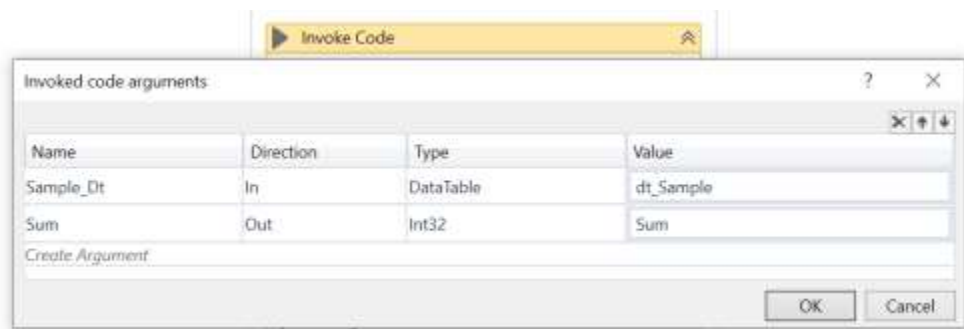 Invoke Code
Invoked code arguments
?
Name Direction Type Value
Sample_Dt In DataTable dt_Sample
Sum Out Int32 Sum
Create Argument
OK Cancel